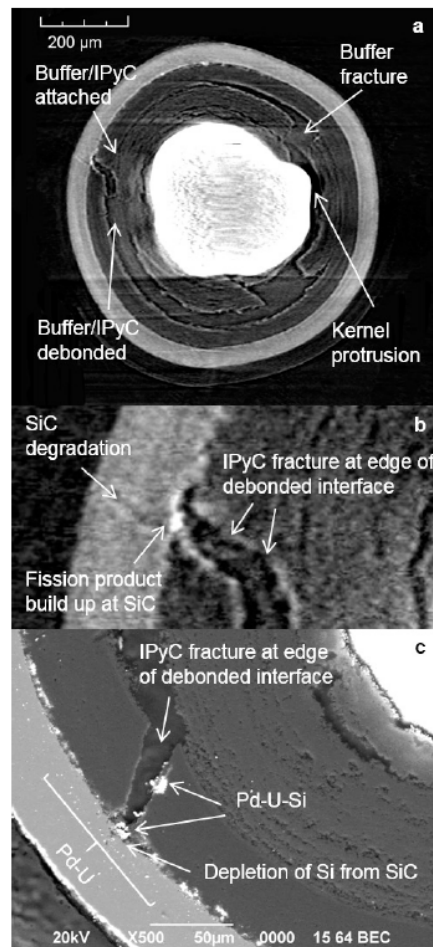 200 µm
a
Buffer/IPyC
attached
Buffer
fracture
Buffer/IPyC
debonded
Kernel
protrusion
b
SiC
degradation
IPyC fracture at edge of
debonded interface
Fission product
build up at SiC
c
IPyC fracture at edge
of debonded interface
Pd-U-Si
Pd-U
Depletion of Si from SiC
20kV X500 50µm 0000 15 64 BEC